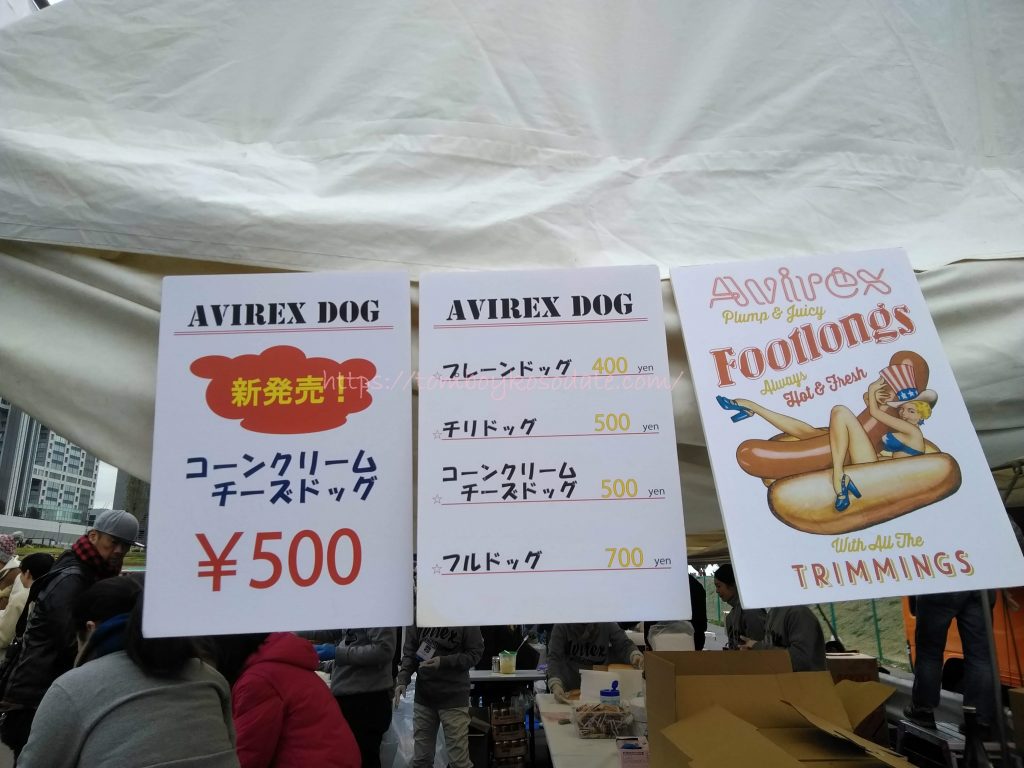 AVIREX DOG
新発売！
コーンクリーム
チーズドッグ
￥500
AVIREX DOG
プレーンドッグ 400 yen
☆チリドッグ 500 yen
コーンクリーム
☆チーズドッグ 500 yen
☆フルドッグ 700 yen
Avirex
Plump & Juicy
Footlongs
Always
Hot & Fresh
With All The
TRIMMINGS
https://tomboykosodate.com/
Avirex